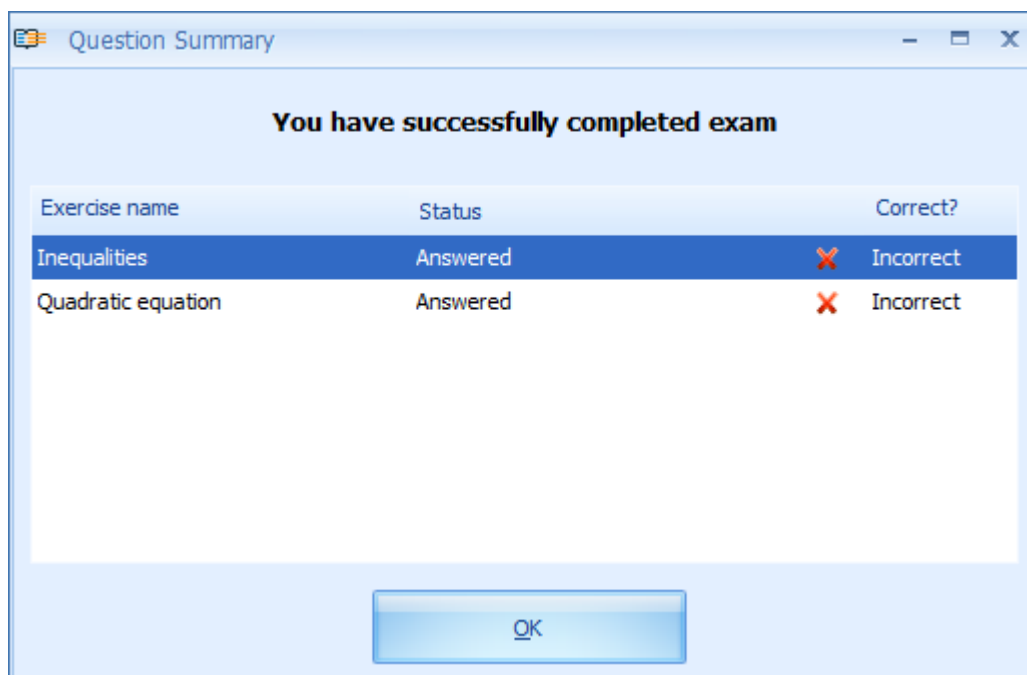 Question Summary
You have successfully completed exam
Exercise name Status Correct?
Inequalities Answered Incorrect
Quadratic equation Answered Incorrect
OK